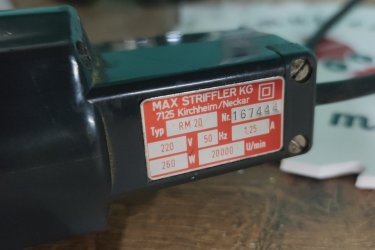 MAX STRIFFLER KG
7125 Kirchheim/Neckar
Typ RM 20 Nr. 167444
220 V 50 Hz 1,25 A
260 W 20000 U/min